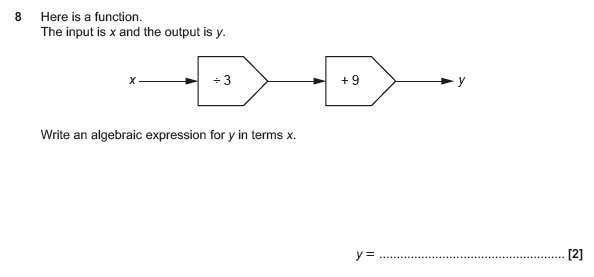 8 Here is a function.
The input is x and the output is y.
x ÷ 3 + 9 y
Write an algebraic expression for y in terms x.
y = ...................................................... [2]